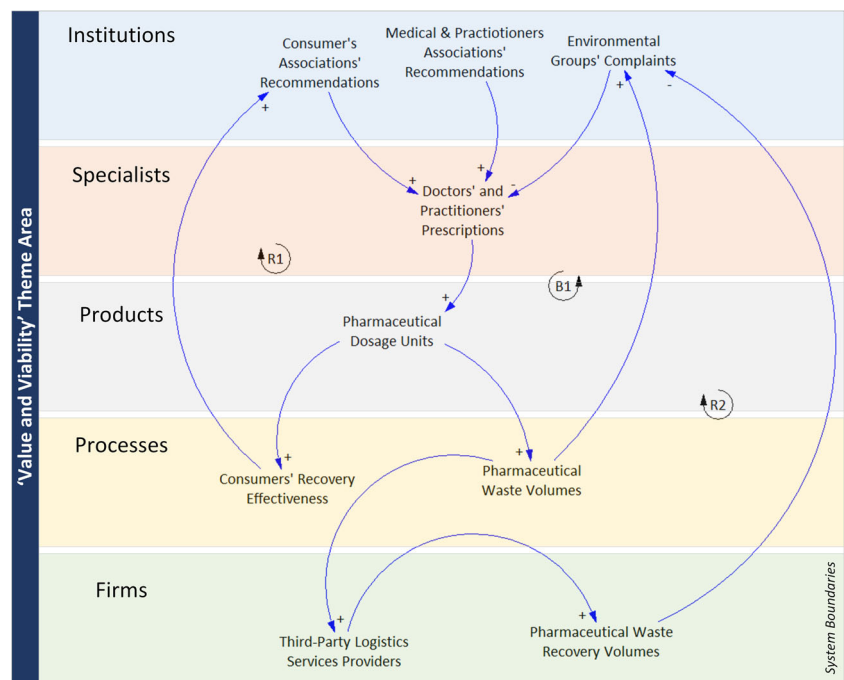 'Value and Viability' Theme Area
Institutions
Consumer's
Associations'
Recommendations
Medical & Practiotioners
Associations'
Recommendations
Environmental
Groups' Complaints
+
+
-
Specialists
+
+
-
Doctors' and
Practitioners'
Prescriptions
R1
B1
Products
+
Pharmaceutical
Dosage Units
R2
Processes
+
Consumers' Recovery
Effectiveness
+
Pharmaceutical
Waste Volumes
Firms
+
Third-Party Logistics
Services Providers
+
Pharmaceutical Waste
Recovery Volumes
System Boundaries